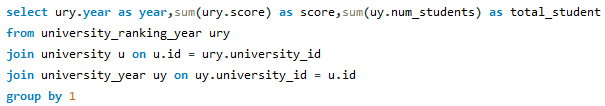 select ury.year as year,sum(ury.score) as score,sum(uy.num_students) as total_student
from university_ranking_year ury
join university u on u.id = ury.university_id
join university_year uy on uy.university_id = u.id
group by 1